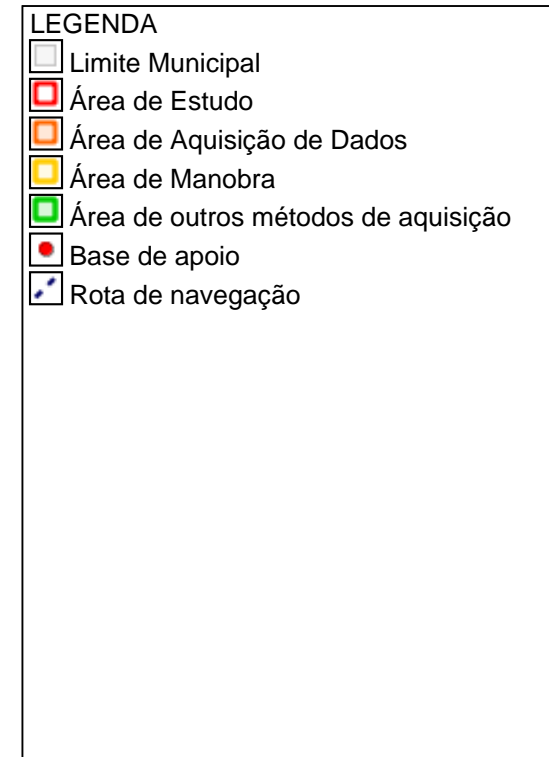 LEGENDA
Limite Municipal
Área de Estudo
Área de Aquisição de Dados
Área de Manobra
Área de outros métodos de aquisição
Base de apoio
Rota de navegação